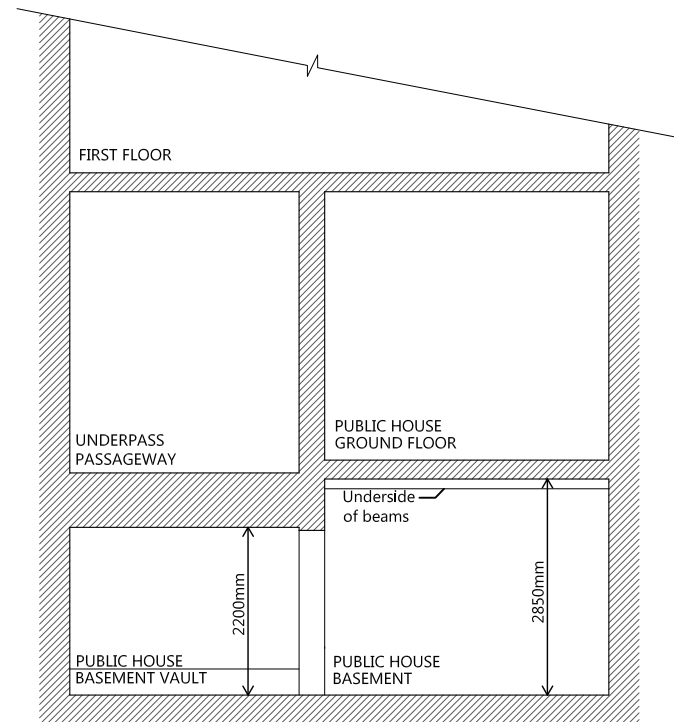 FIRST FLOOR
UNDERPASS
PASSAGEWAY
PUBLIC HOUSE
GROUND FLOOR
Underside
of beams
2200mm
2850mm
PUBLIC HOUSE
BASEMENT VAULT
PUBLIC HOUSE
BASEMENT